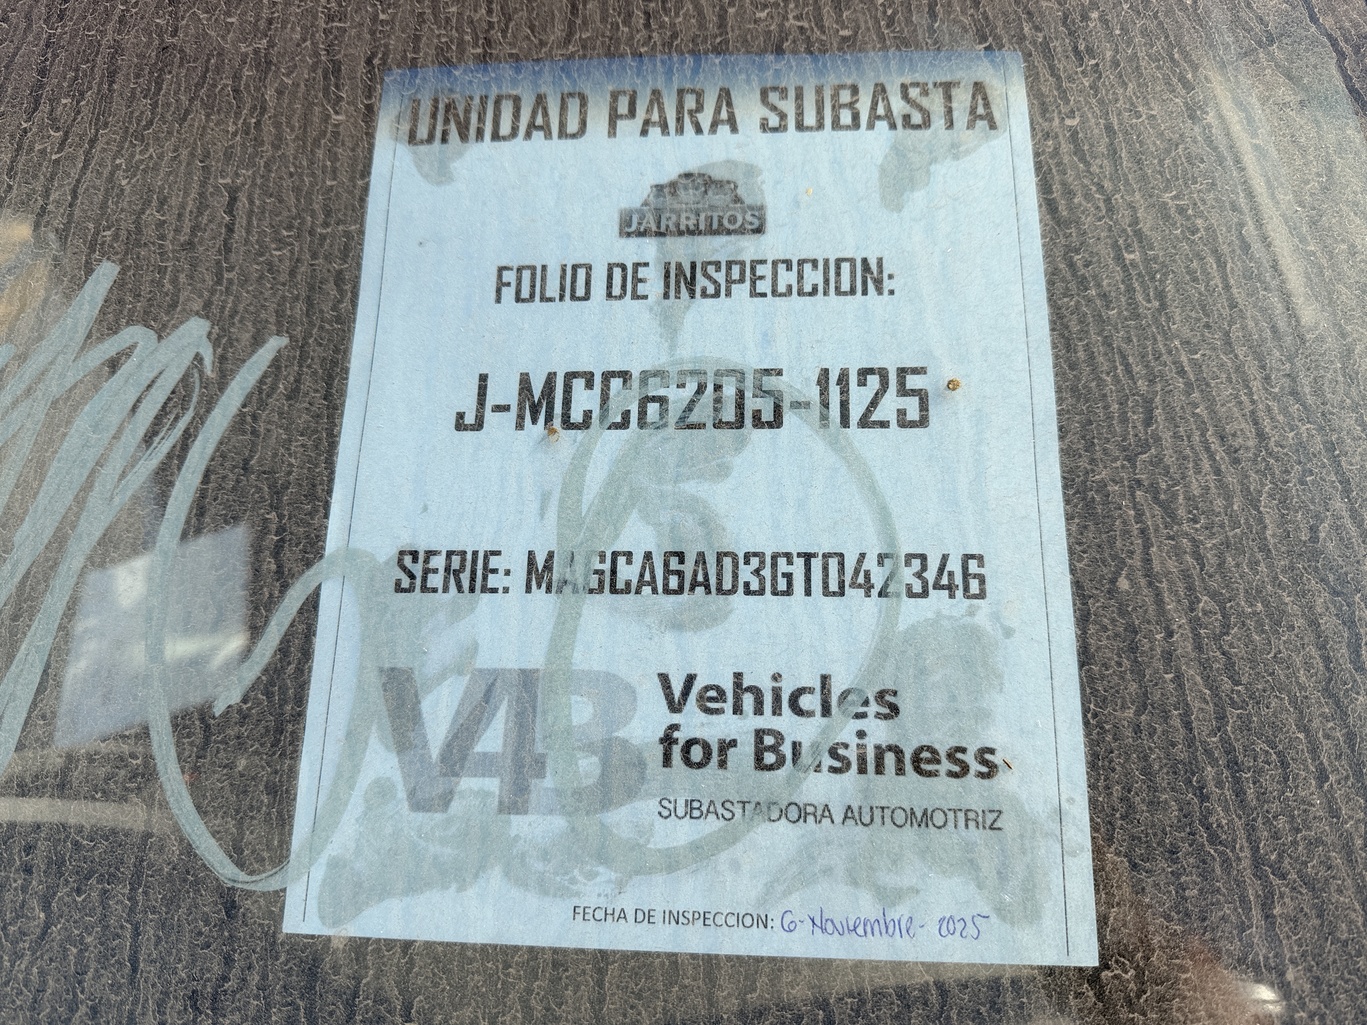 UNIDAD PARA SUBASTA
JARRITOS
FOLIO DE INSPECCION:
J-MCC6205-1125
SERIE: MA6CA6AD3GT042346
V4B
Vehicles
for Business
SUBASTADORA AUTOMOTRIZ
FECHA DE INSPECCION: 6-Noviembre-2025